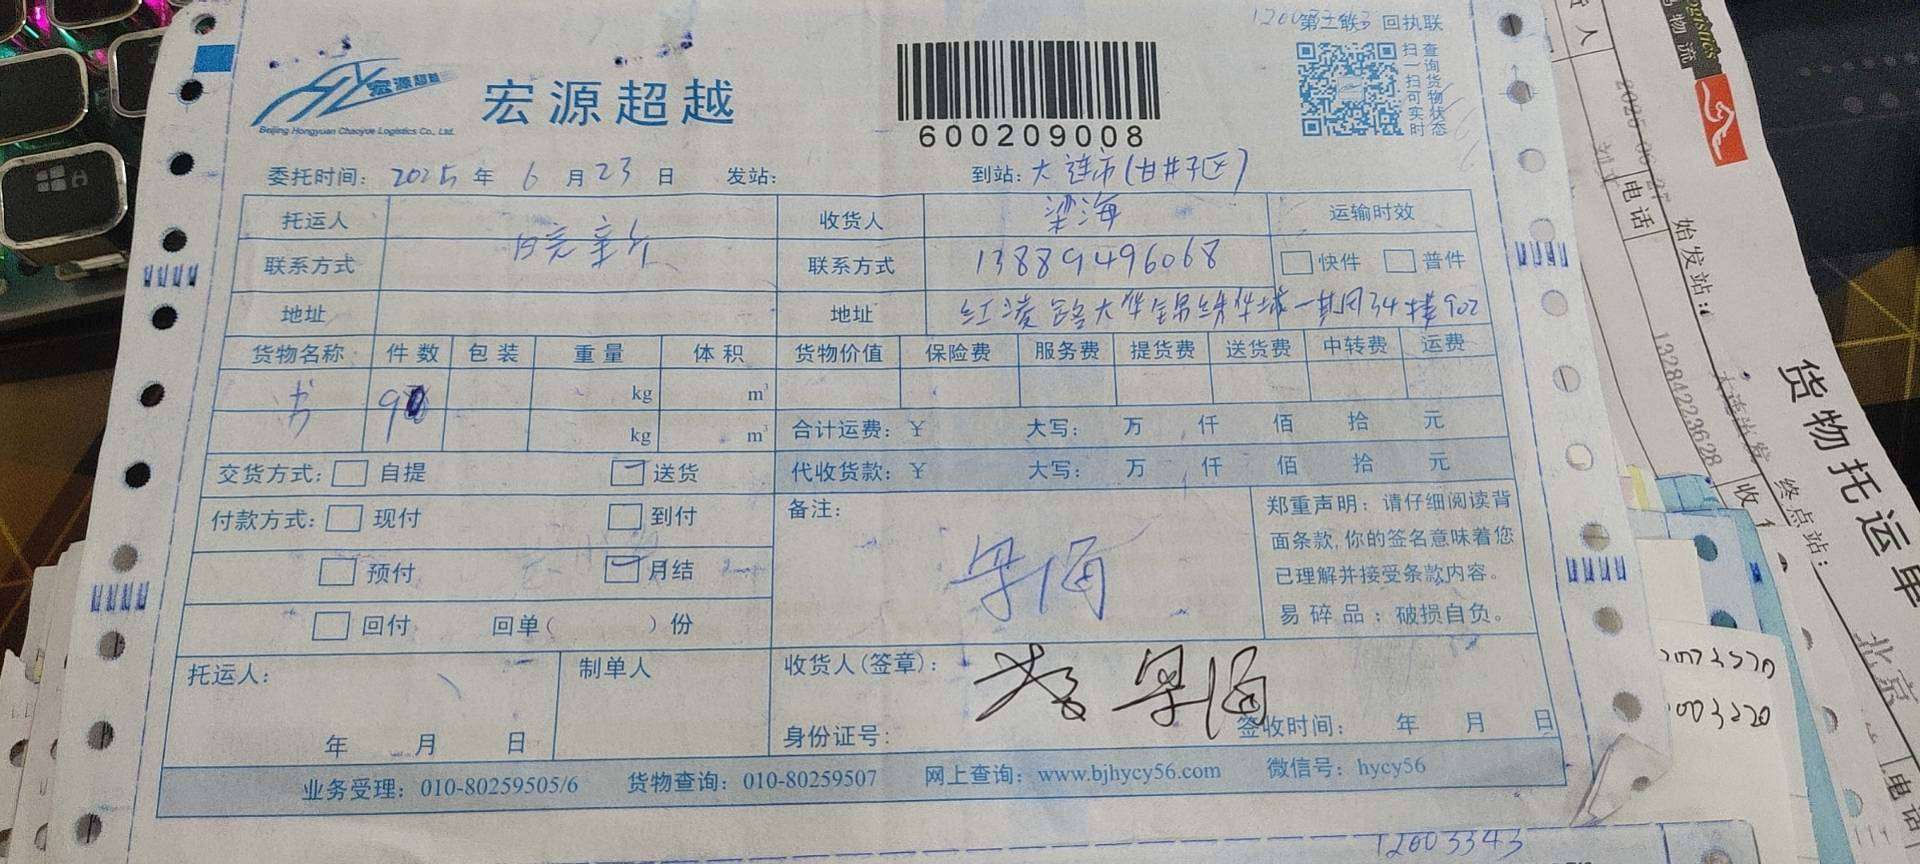 第三联 回执联
宏源超越
Beijing Hongyuan Chaoyue Logistics Co., Ltd.
宏源超越
600209008
扫一扫可实时
查询货物状态
委托时间: 2025 年 6 月 23 日 发站: 到站: 大连市(甘井子区)
托运人 收货人 梁海 运输时效
联系方式 联系方式 13889496068 快件 普件
地址 地址 红凌路大华锦绣华城一期 34楼902
货物名称 件数 包装 重量 体积 货物价值 保险费 服务费 提货费 送货费 中转费 运费
书 9 kg m³
kg m³ 合计运费: ¥ 大写: 万 仟 佰 拾 元
交货方式: 自提 送货 代收货款: ¥ 大写: 万 仟 佰 拾 元
付款方式: 现付 到付 备注:
预付 月结
梁海
回付 回单( )份
郑重声明:请仔细阅读背
面条款,你的签名意味着您
已理解并接受条款内容。
易碎品:破损自负。
托运人: 制单人 收货人(签章): 梁海
年 月 日 身份证号: 签收时间: 年 月 日
业务受理: 010-80259505/6 货物查询: 010-80259507 网上查询: www.bjhycy56.com 微信号: hycy56
12003343
货物托运单
始发站:
终点站:
电话
13284223628
北京
电话